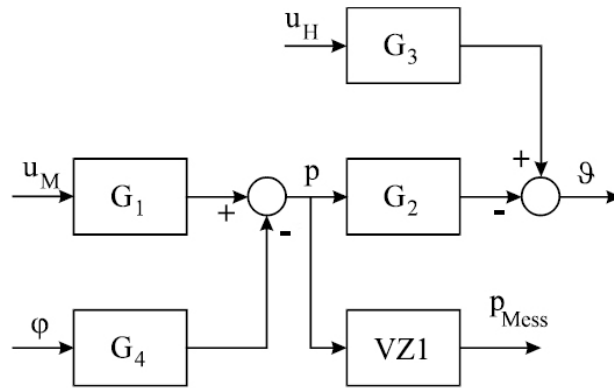 u_H
G_3
+
u_M
G_1
+
-
p
G_2
-
ϑ
φ
G_4
VZ1
p_Mess